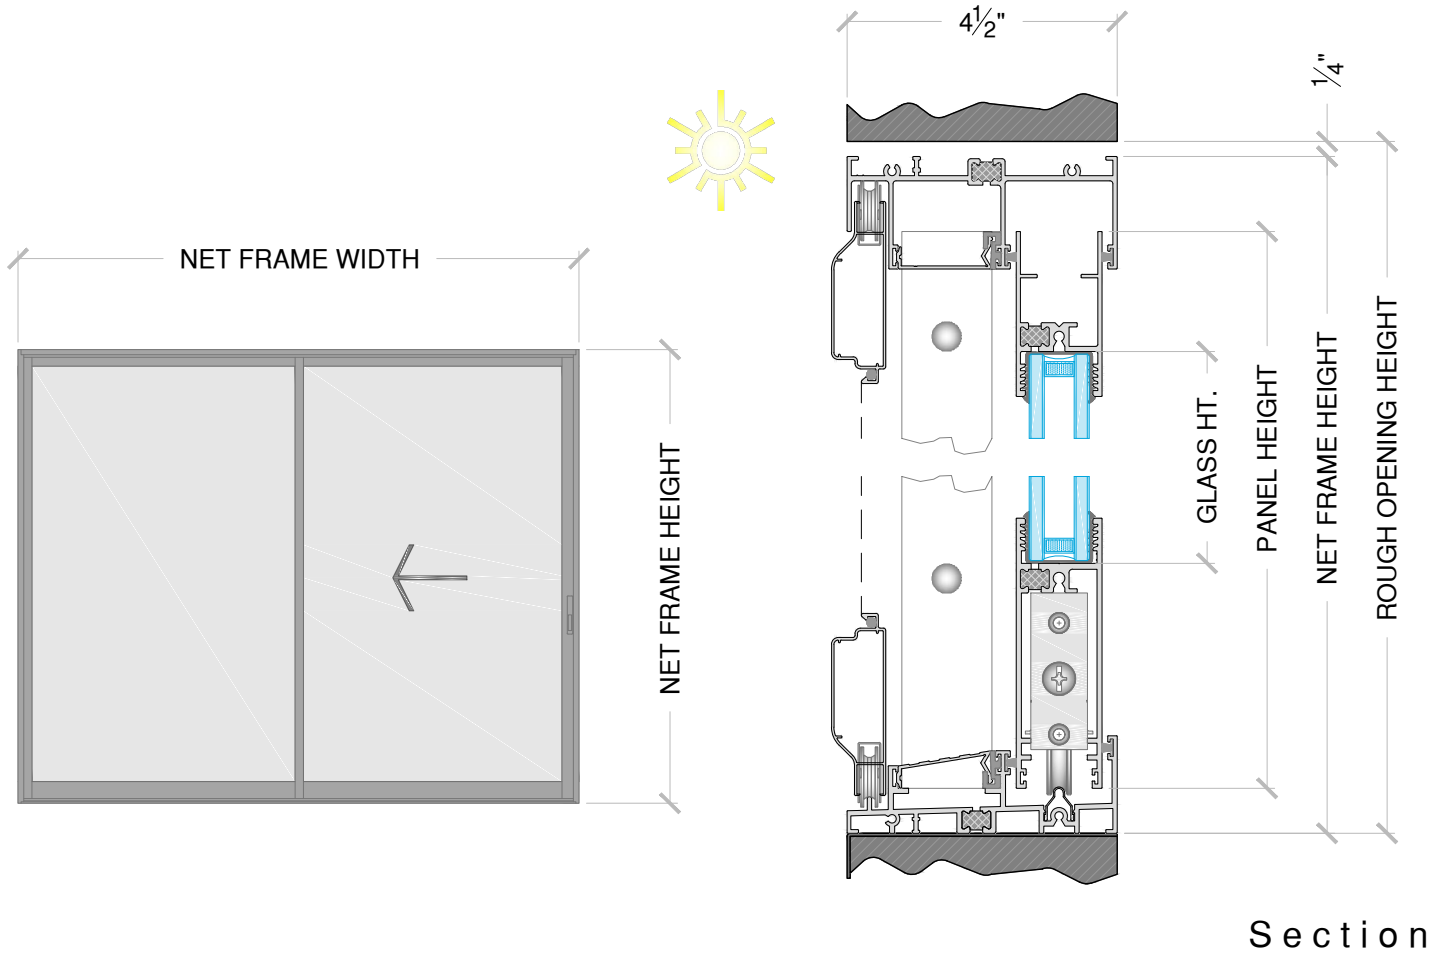 4½"
¼"
NET FRAME WIDTH
NET FRAME HEIGHT
GLASS HT.
PANEL HEIGHT
NET FRAME HEIGHT
ROUGH OPENING HEIGHT
Section